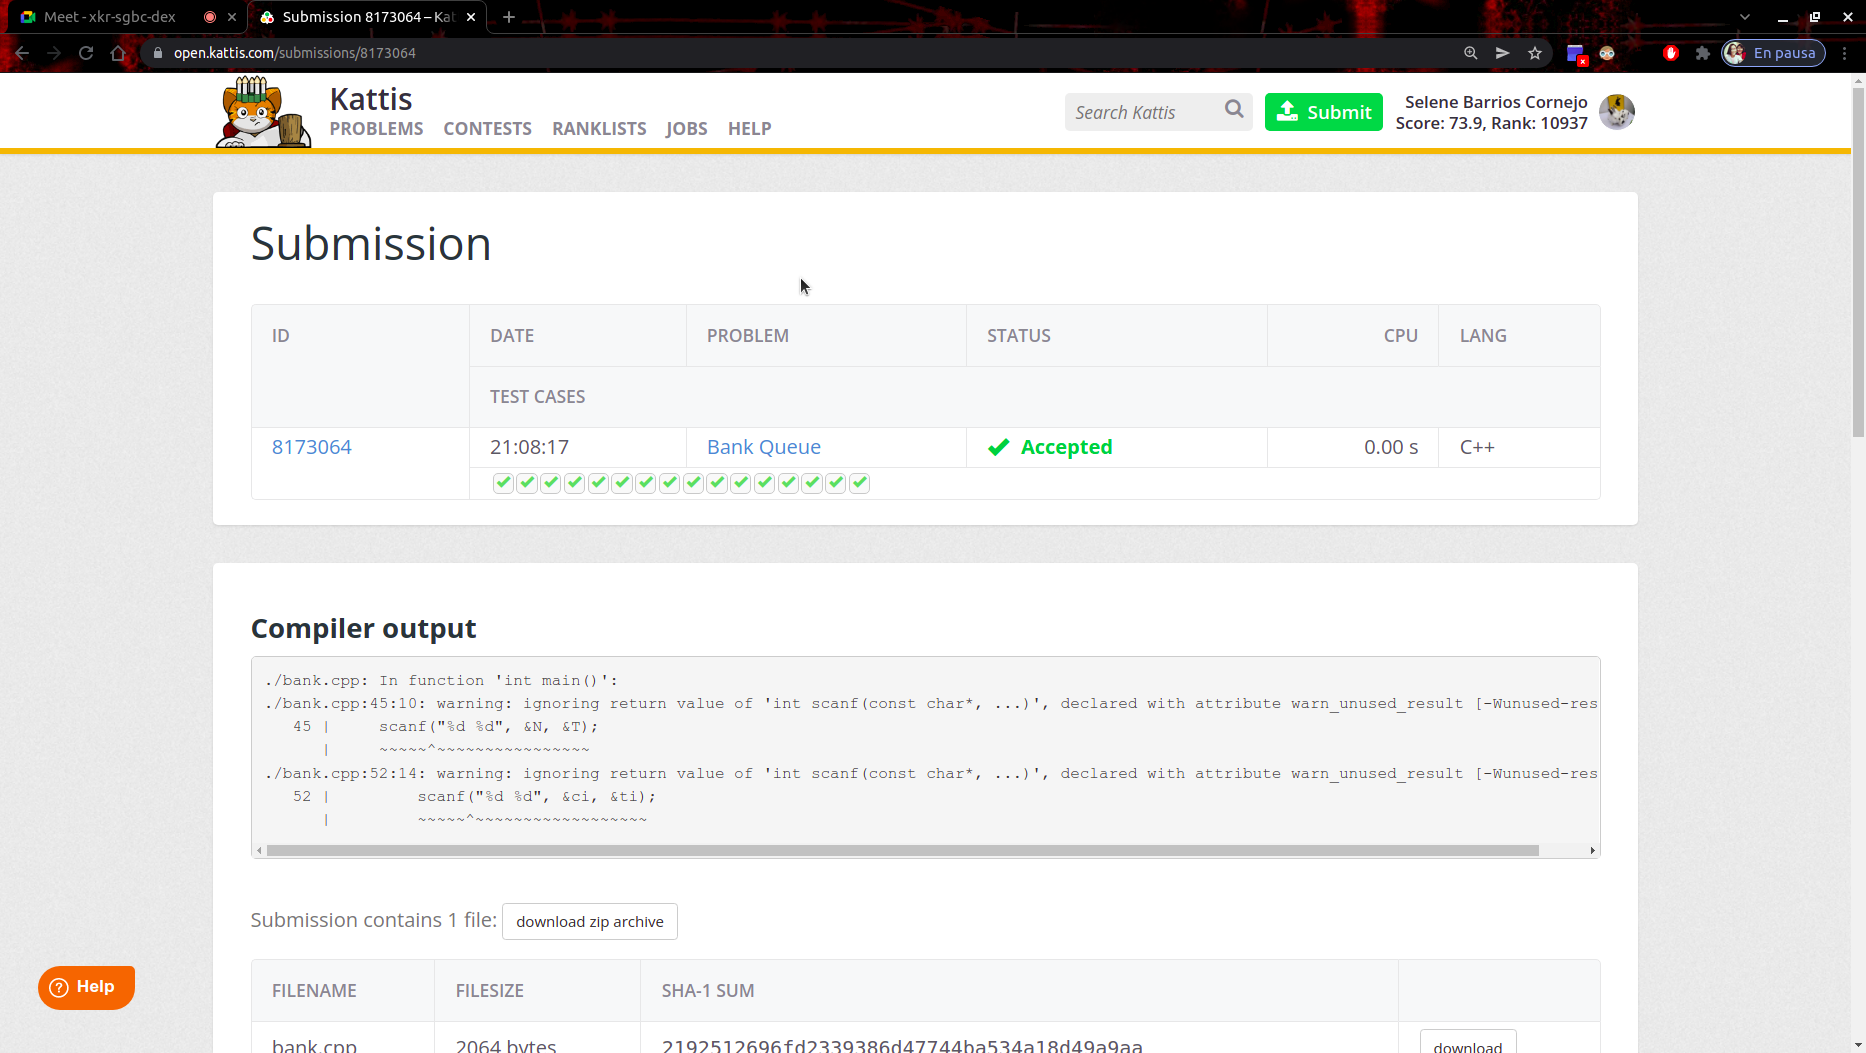 Meet - xkr-sgbc-dex
Submission 8173064 – Kat
open.kattis.com/submissions/8173064
En pausa
Kattis
PROBLEMS CONTESTS RANKLISTS JOBS HELP
Search Kattis
Submit
Selene Barrios Cornejo
Score: 73.9, Rank: 10937
Submission
ID DATE PROBLEM STATUS CPU LANG
TEST CASES
8173064 21:08:17 Bank Queue Accepted 0.00 s C++
Compiler output
./bank.cpp: In function 'int main()':
./bank.cpp:45:10: warning: ignoring return value of 'int scanf(const char*, ...)', declared with attribute warn_unused_result [-Wunused-res
45 | scanf("%d %d", &N, &T);
| ~~~~~^~~~~~~~~~~~~~~~~
./bank.cpp:52:14: warning: ignoring return value of 'int scanf(const char*, ...)', declared with attribute warn_unused_result [-Wunused-res
52 | scanf("%d %d", &ci, &ti);
| ~~~~~^~~~~~~~~~~~~~~~~~~
Submission contains 1 file: download zip archive
Help
FILENAME FILESIZE SHA-1 SUM
bank.cpp 2064 bytes 2192512696fd2339386d47744ba534a18d49a9aa download